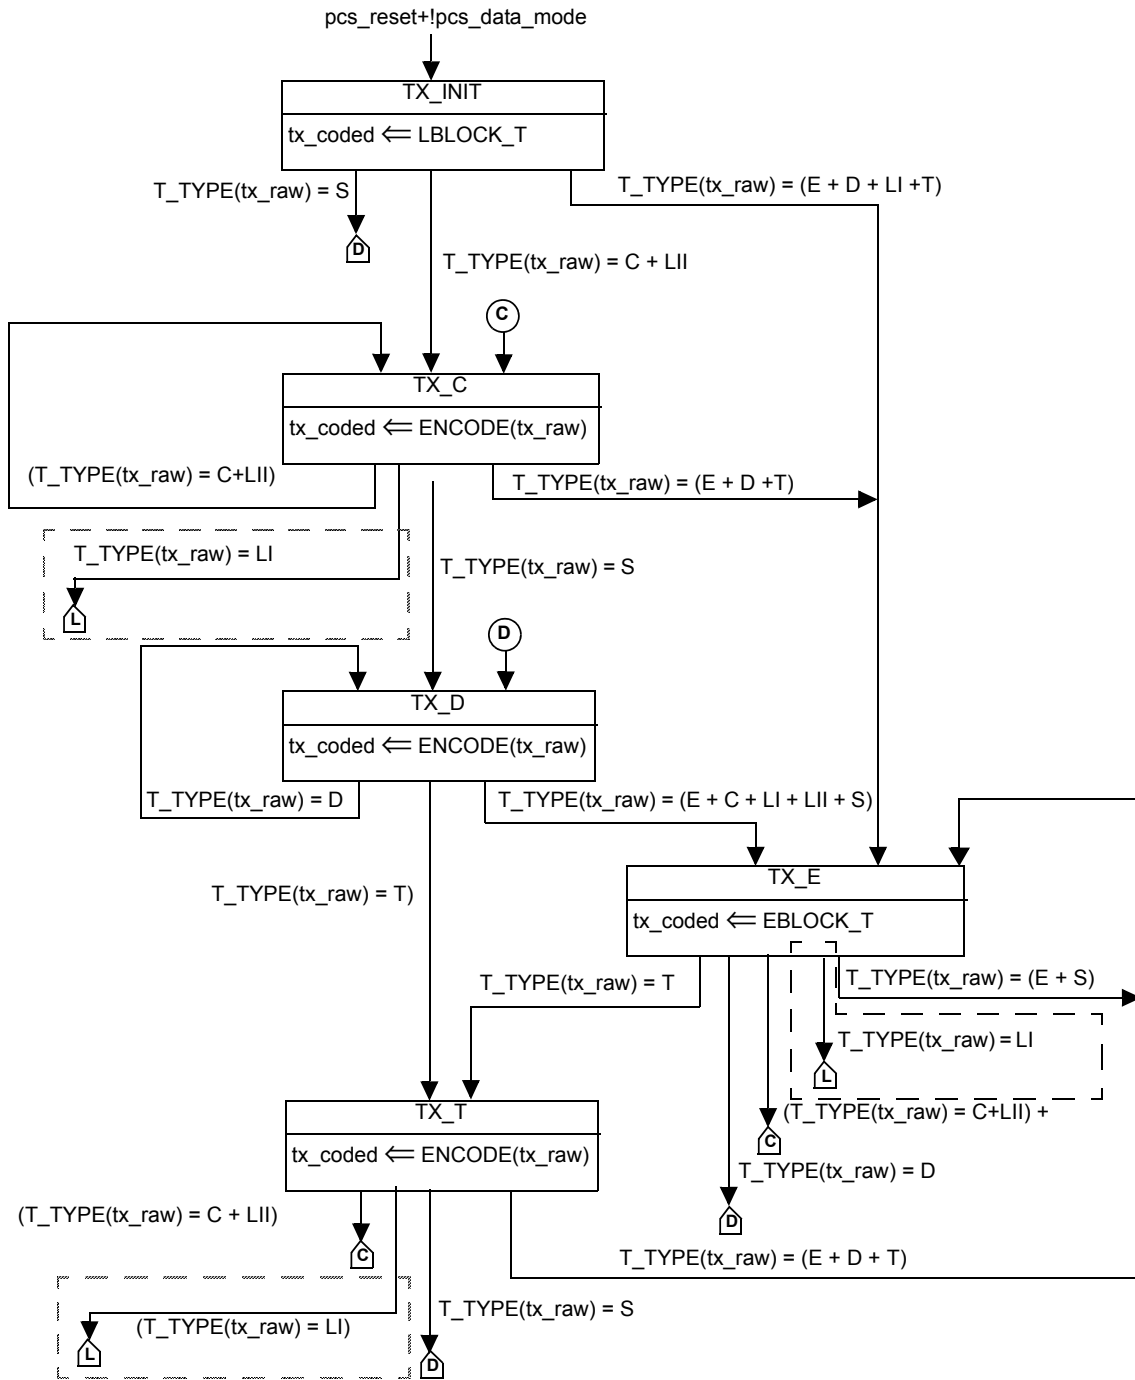 pcs_reset+!pcs_data_mode
TX_INIT
tx_coded ⇐ LBLOCK_T
T_TYPE(tx_raw) = S
T_TYPE(tx_raw) = (E + D + LI +T)
D
T_TYPE(tx_raw) = C + LII
C
TX_C
tx_coded ⇐ ENCODE(tx_raw)
(T_TYPE(tx_raw) = C+LII)
T_TYPE(tx_raw) = (E + D +T)
T_TYPE(tx_raw) = LI
T_TYPE(tx_raw) = S
L
D
TX_D
tx_coded ⇐ ENCODE(tx_raw)
T_TYPE(tx_raw) = D
T_TYPE(tx_raw) = (E + C + LI + LII + S)
TX_E
T_TYPE(tx_raw) = T)
tx_coded ⇐ EBLOCK_T
T_TYPE(tx_raw) = T
T_TYPE(tx_raw) = (E + S)
T_TYPE(tx_raw) = LI
L
TX_T
(T_TYPE(tx_raw) = C+LII) +
C
tx_coded ⇐ ENCODE(tx_raw)
T_TYPE(tx_raw) = D
(T_TYPE(tx_raw) = C + LII)
D
C
T_TYPE(tx_raw) = (E + D + T)
T_TYPE(tx_raw) = S
(T_TYPE(tx_raw) = LI)
L
D